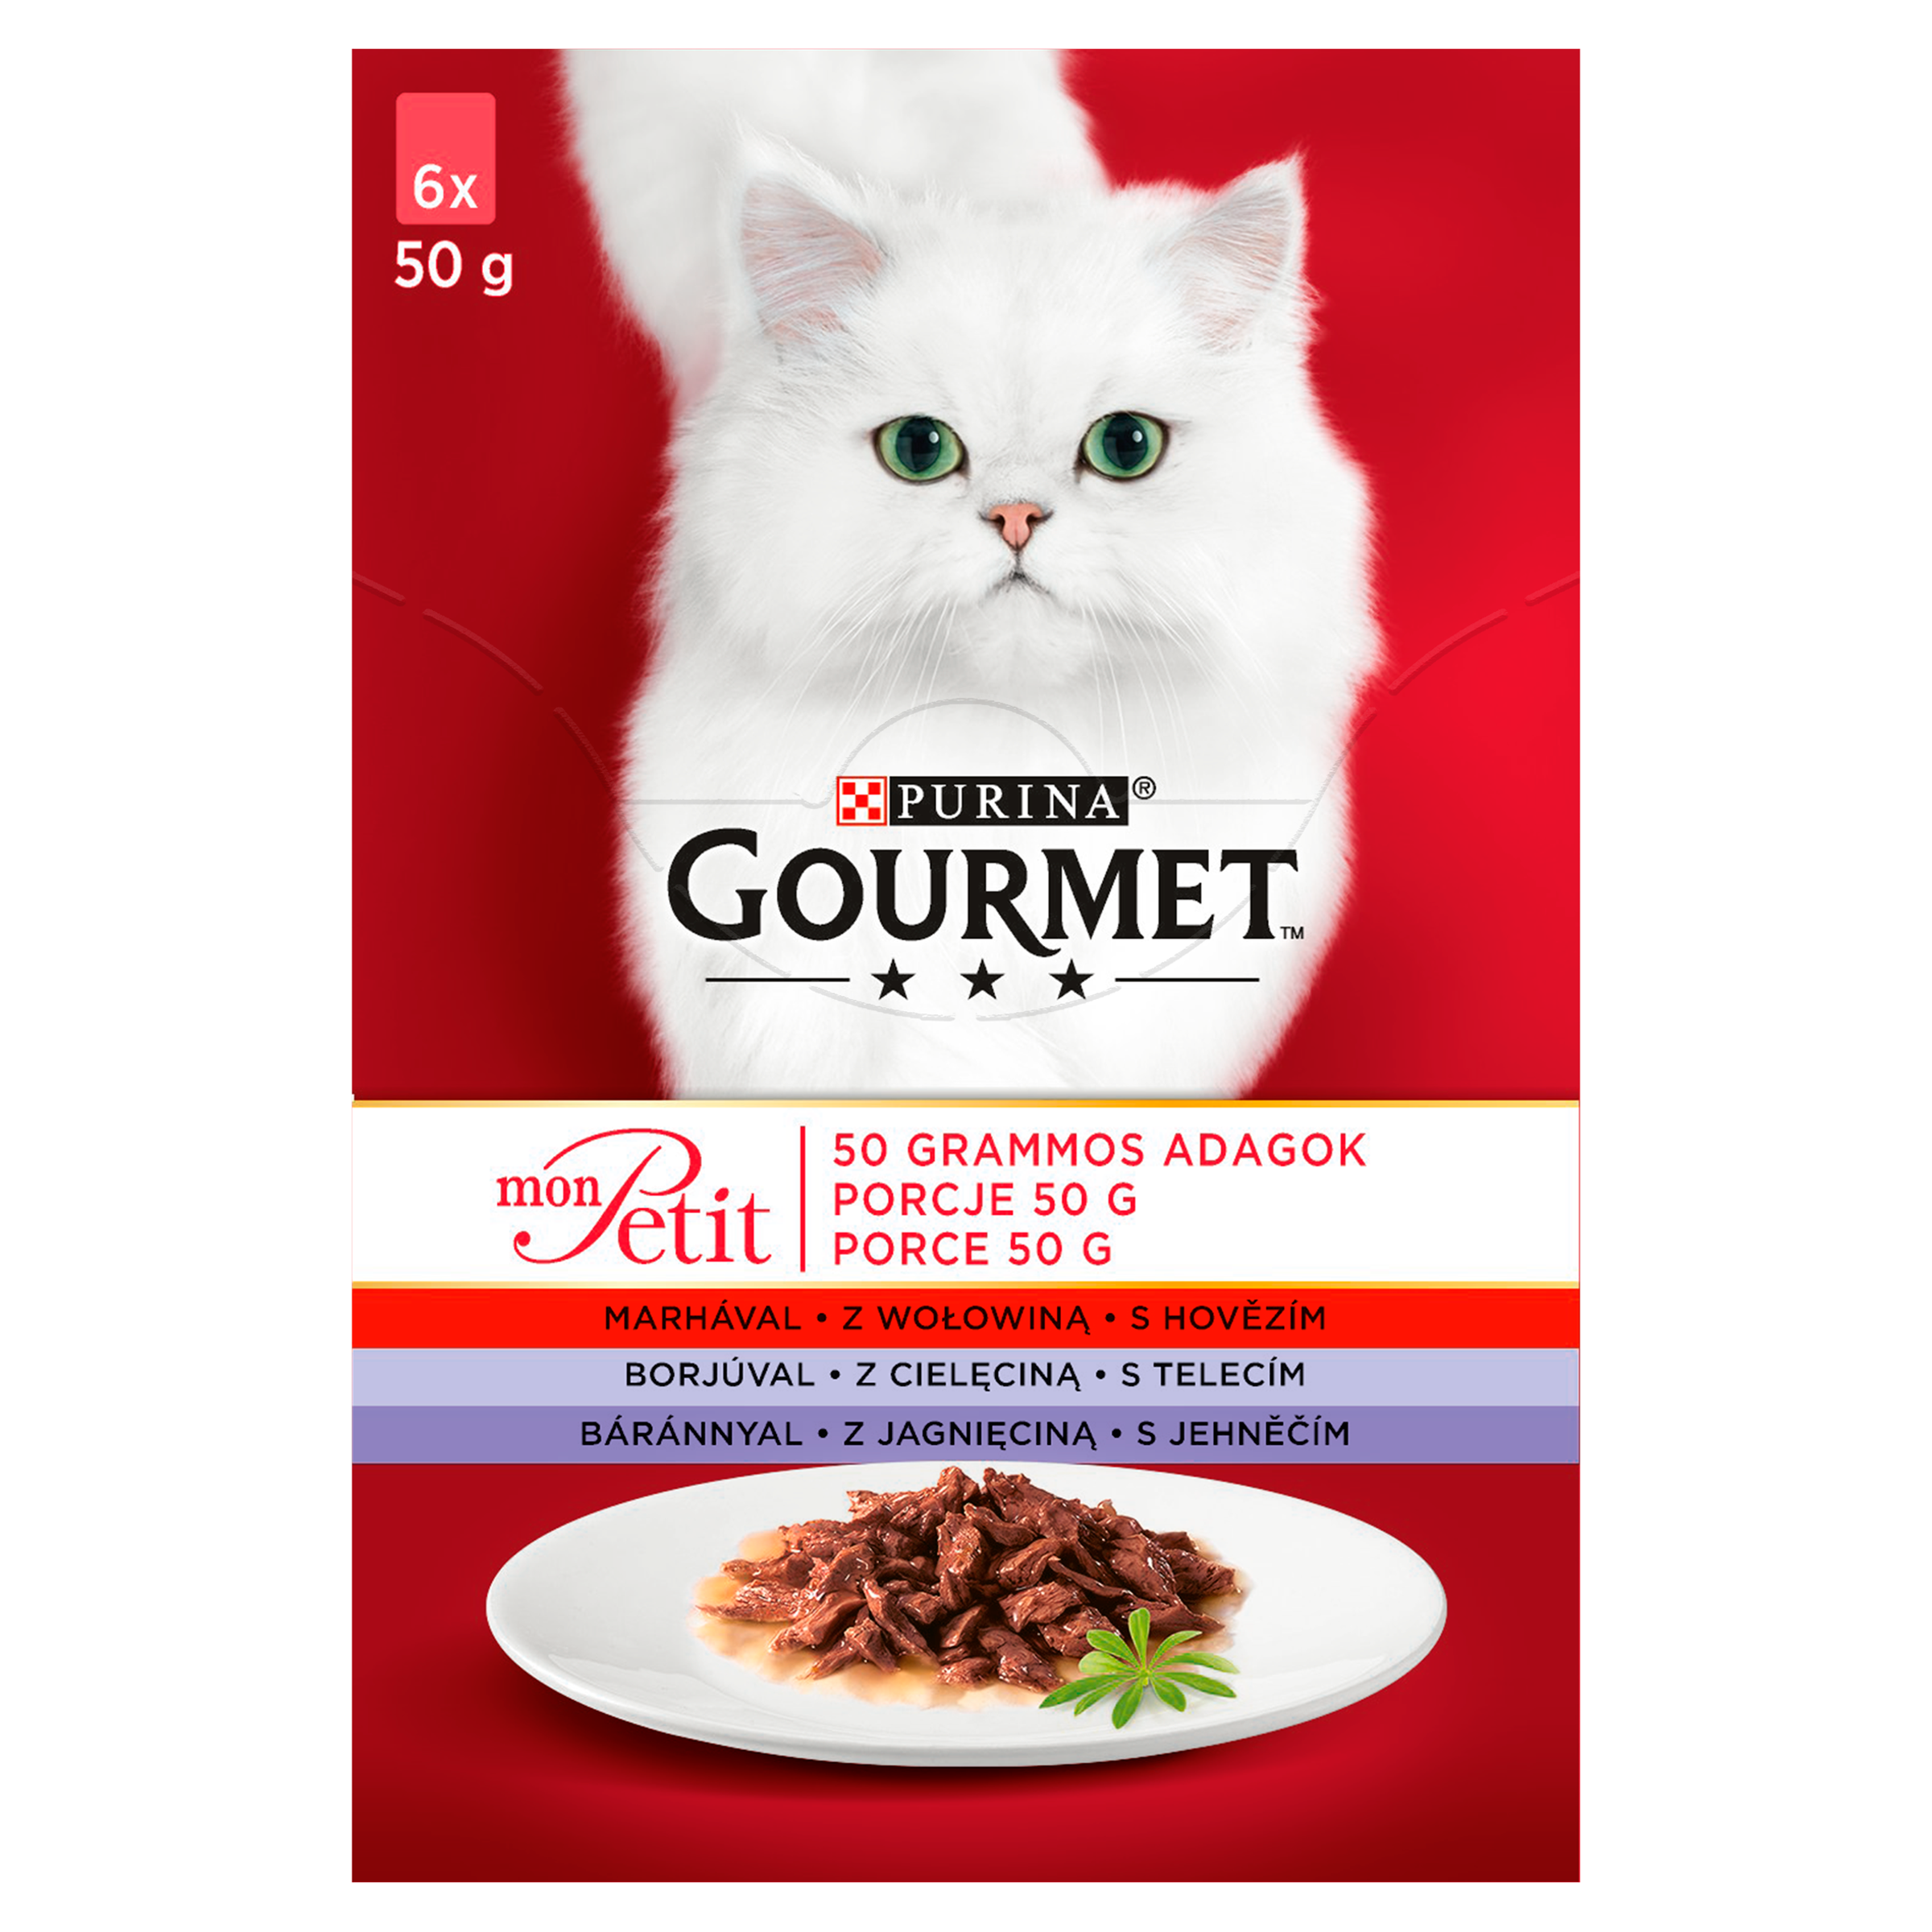 6x
50 g
PURINA®
GOURMET™
mon Petit
50 GRAMMOS ADAGOK
PORCJE 50 G
PORCE 50 G
MARHÁVAL • Z WOŁOWINĄ • S HOVĚZÍM
BORJÚVAL • Z CIELĘCINĄ • S TELECÍM
BÁRÁNNYAL • Z JAGNIĘCINĄ • S JEHNĚČÍM